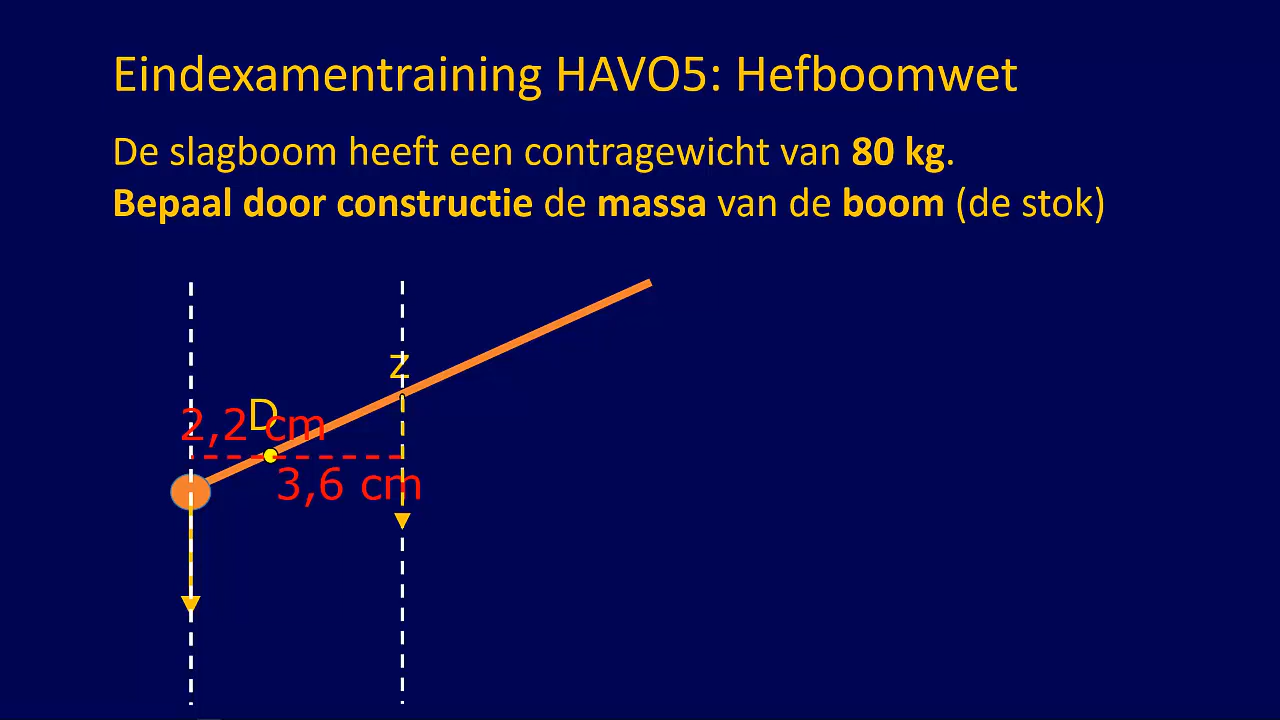 Eindexamentraining HAVO5: Hefboomwet
De slagboom heeft een contragewicht van 80 kg.
Bepaal door constructie de massa van de boom (de stok)
z
D
2,2 cm
3,6 cm